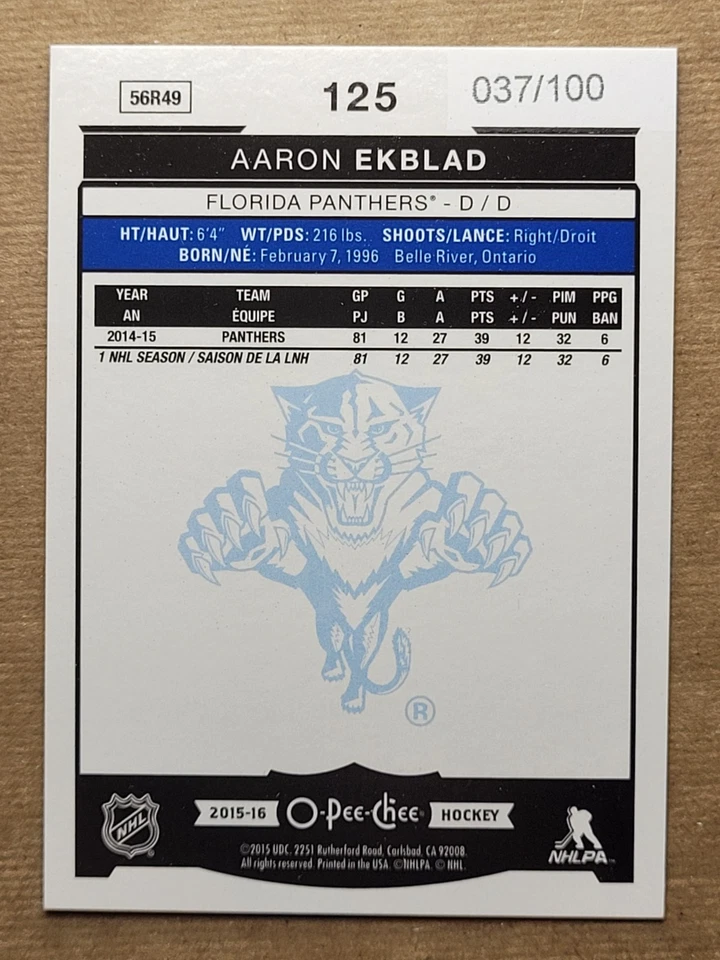 56R49 125 037/100
AARON EKBLAD
FLORIDA PANTHERS® - D / D
HT/HAUT: 6'4" WT/PDS: 216 lbs. SHOOTS/LANCE: Right/Droit
BORN/NÉ: February 7, 1996 Belle River, Ontario
YEAR TEAM GP G A PTS +/- PIM PPG
AN ÉQUIPE PJ B A PTS +/- PUN BAN
2014-15 PANTHERS 81 12 27 39 12 32 6
1 NHL SEASON / SAISON DE LA LNH 81 12 27 39 12 32 6
®
NHL 2015-16 O-Pee-Chee HOCKEY NHLPA
©2015 UDC. 2251 Rutherford Road, Carlsbad, CA 92008.
All rights reserved. Printed in the USA. ©NHLPA. © NHL.